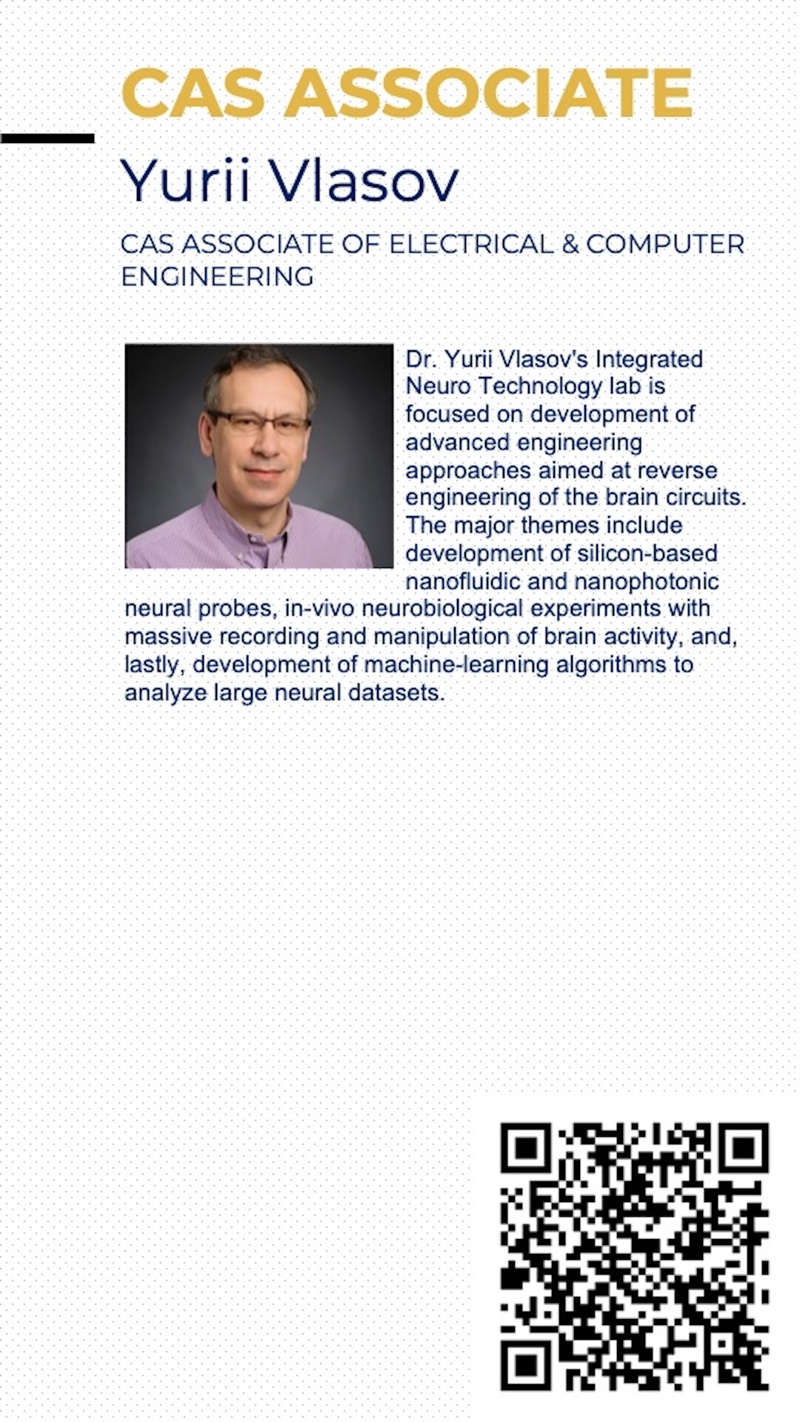 CAS ASSOCIATE
Yurii Vlasov
CAS ASSOCIATE OF ELECTRICAL & COMPUTER
ENGINEERING
Dr. Yurii Vlasov's Integrated
Neuro Technology lab is
focused on development of
advanced engineering
approaches aimed at reverse
engineering of the brain circuits.
The major themes include
development of silicon-based
nanofluidic and nanophotonic
neural probes, in-vivo neurobiological experiments with
massive recording and manipulation of brain activity, and,
lastly, development of machine-learning algorithms to
analyze large neural datasets.